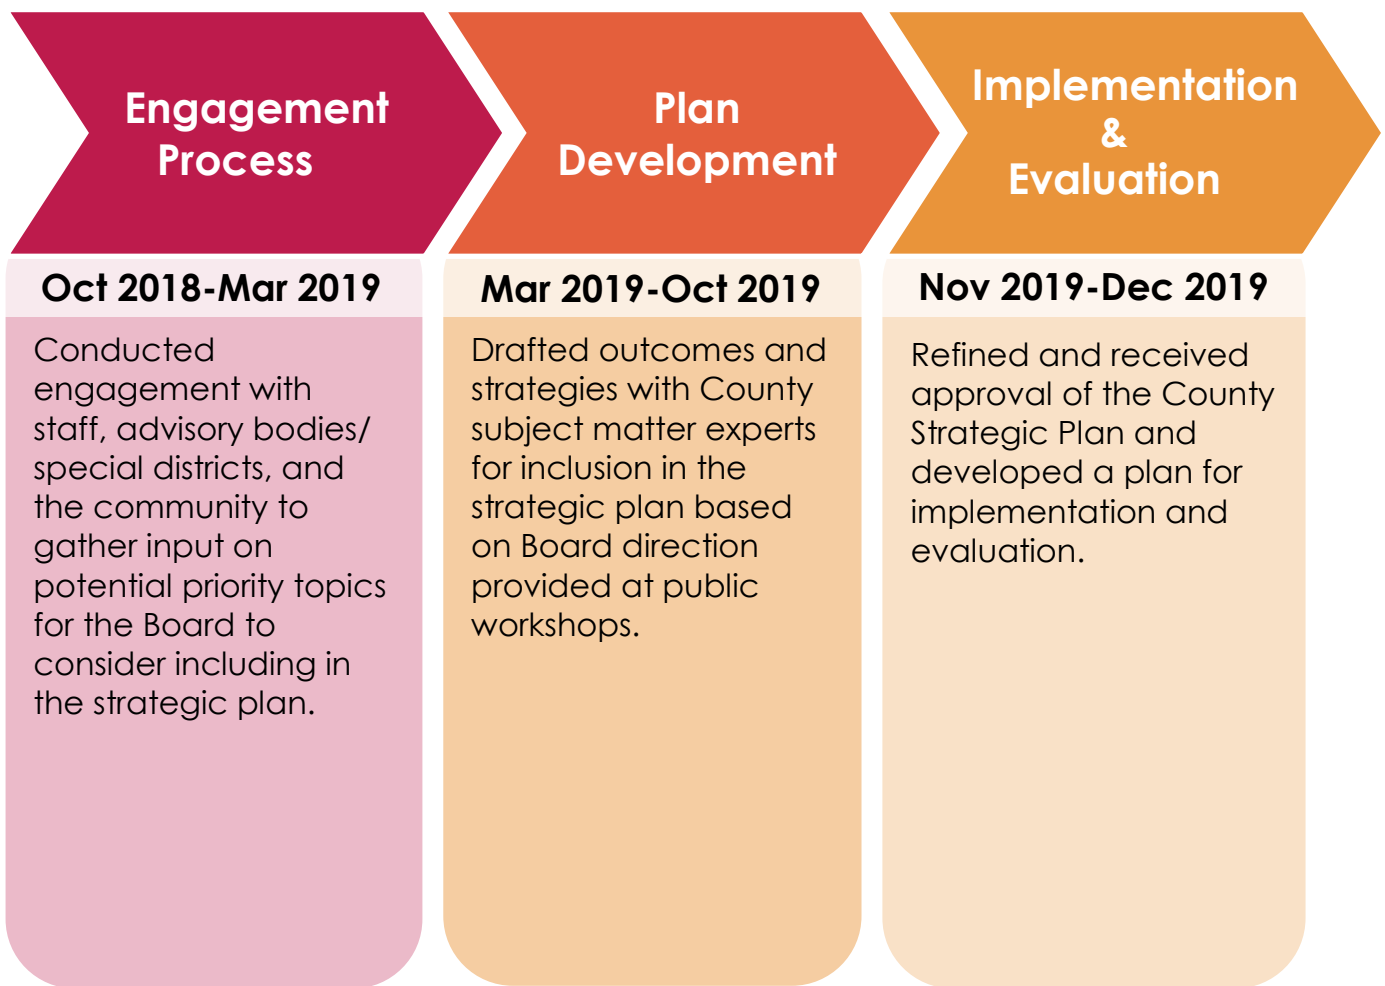 Engagement
Process
Oct 2018-Mar 2019
Conducted
engagement with
staff, advisory bodies/
special districts, and
the community to
gather input on
potential priority topics
for the Board to
consider including in
the strategic plan.
Plan
Development
Mar 2019-Oct 2019
Drafted outcomes and
strategies with County
subject matter experts
for inclusion in the
strategic plan based
on Board direction
provided at public
workshops.
Implementation
&
Evaluation
Nov 2019-Dec 2019
Refined and received
approval of the County
Strategic Plan and
developed a plan for
implementation and
evaluation.